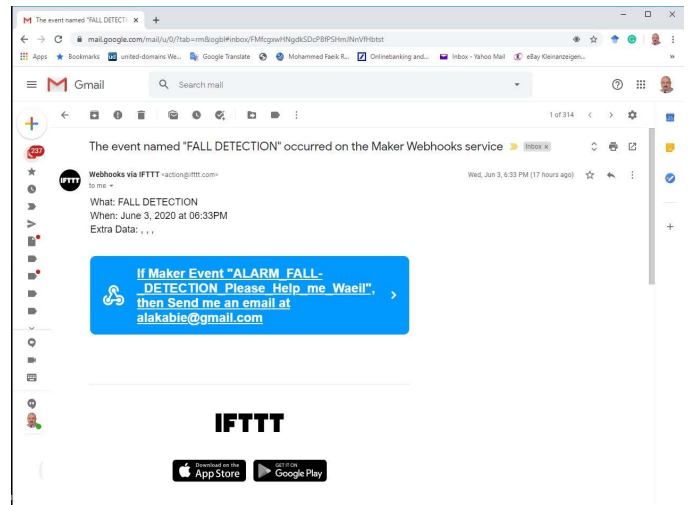 The event named "FALL DETECT
mail.google.com/mail/u/0/?tab=rm&ogbl#inbox/FMfcgxwHNgdkSDcPBfPSHmJNnVfHbtst
Apps Bookmarks united-domains We... Google Translate Mohammed Faeik R... Onlinebanking and... Inbox - Yahoo Mail eBay Kleinanzeigen... »
Gmail Search mail
1 of 314
The event named "FALL DETECTION" occurred on the Maker Webhooks service Inbox x
237
IFTTT Webhooks via IFTTT <action@ifttt.com> Wed, Jun 3, 6:33 PM (17 hours ago)
to me
What: FALL DETECTION
When: June 3, 2020 at 06:33PM
Extra Data: , , ,
If Maker Event "ALARM_FALL-
_DETECTION_Please_Help_me_Waeil",
then Send me an email at
alakabie@gmail.com
IFTTT
Download on the
App Store
GET IT ON
Google Play